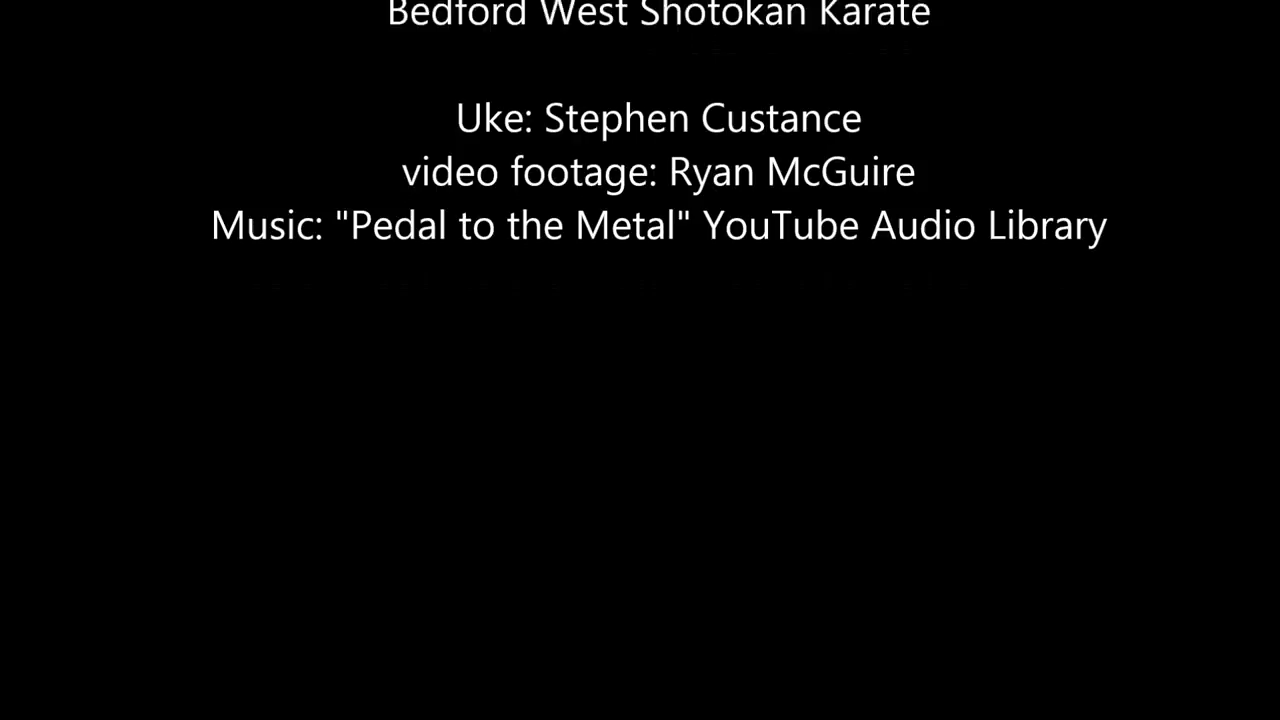 Bedford West Shotokan Karate
Uke: Stephen Custance
video footage: Ryan McGuire
Music: "Pedal to the Metal" YouTube Audio Library